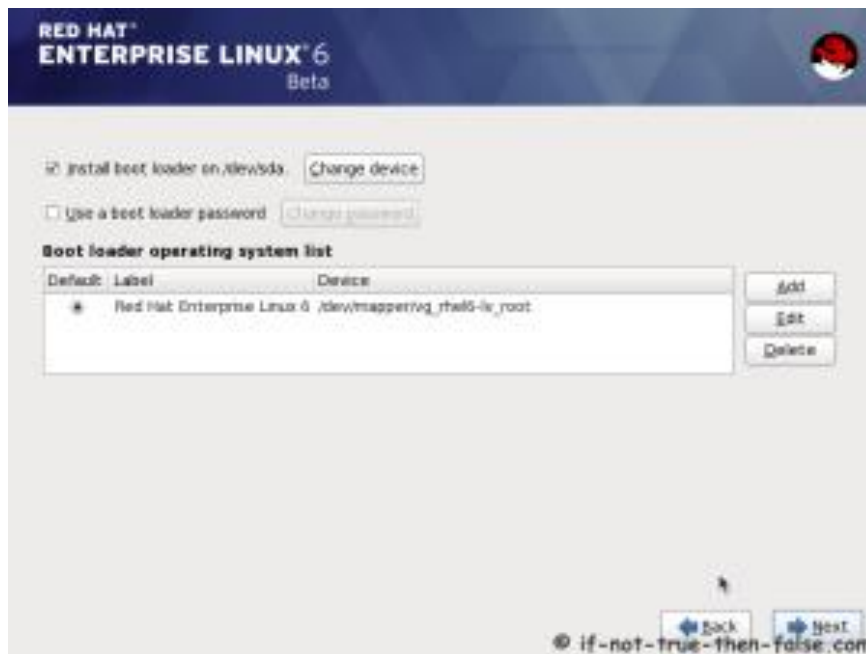 RED HAT
ENTERPRISE LINUX 6
Beta
Install boot loader on /dev/sda. Change device
Use a boot loader password Change password
Boot loader operating system list
Default Label Device
Red Hat Enterprise Linux 6 /dev/mapper/vg_rhel6-lv_root
Add
Edit
Delete
Back Next
© if-not-true-then-false.com